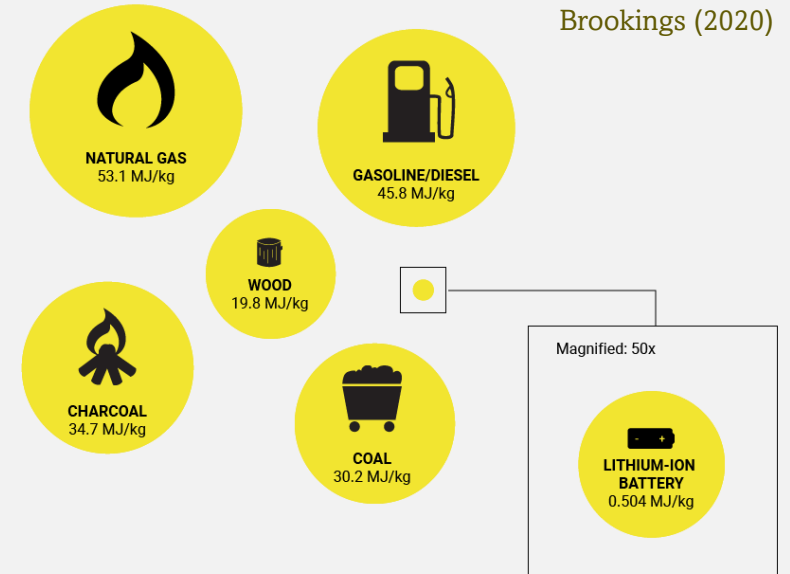 Brookings (2020)
NATURAL GAS
53.1 MJ/kg
GASOLINE/DIESEL
45.8 MJ/kg
WOOD
19.8 MJ/kg
CHARCOAL
34.7 MJ/kg
COAL
30.2 MJ/kg
Magnified: 50x
- +
LITHIUM-ION
BATTERY
0.504 MJ/kg